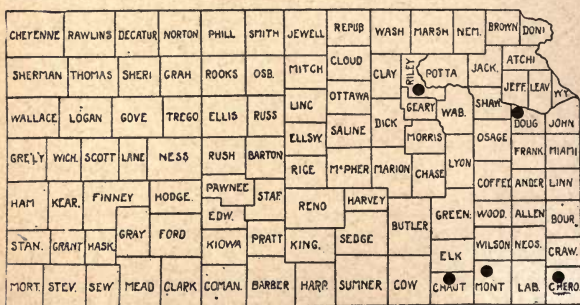 CHEYENNE RAWLINS DECATUR NORTON PHILL SMITH JEWELL REPUB WASH MARSH NEM. BROWN DONI
SHERMAN THOMAS SHERI GRAH ROOKS OSB. MITCH CLOUD CLAY RILEY POTTA JACK. ATCHI
JEFF. LEAV WY.
WALLACE LOGAN GOVE TREGO ELLIS RUSS LINC OTTAWA DICK GEARY WAB. SHAW DOUG JOHN
ELLSW. SALINE MORRIS OSAGE
GRE'LY WICH. SCOTT LANE NESS RUSH BARTON RICE McPHER MARION CHASE LYON FRANK. MIAMI
COFFEE ANDER LINN
HAM KEAR. FINNEY HODGE. PAWNEE STAF. RENO HARVEY BUTLER GREEN. WOOD. ALLEN BOUR
EDW.
STAN. GRANT HASK. GRAY FORD KIOWA PRATT KING. SEDGE ELK WILSON NEOS. CRAW.
MORT. STEV. SEW MEAD CLARK COMAN. BARBER HARP. SUMNER COW CHAUT MONT LAB. CHERO.